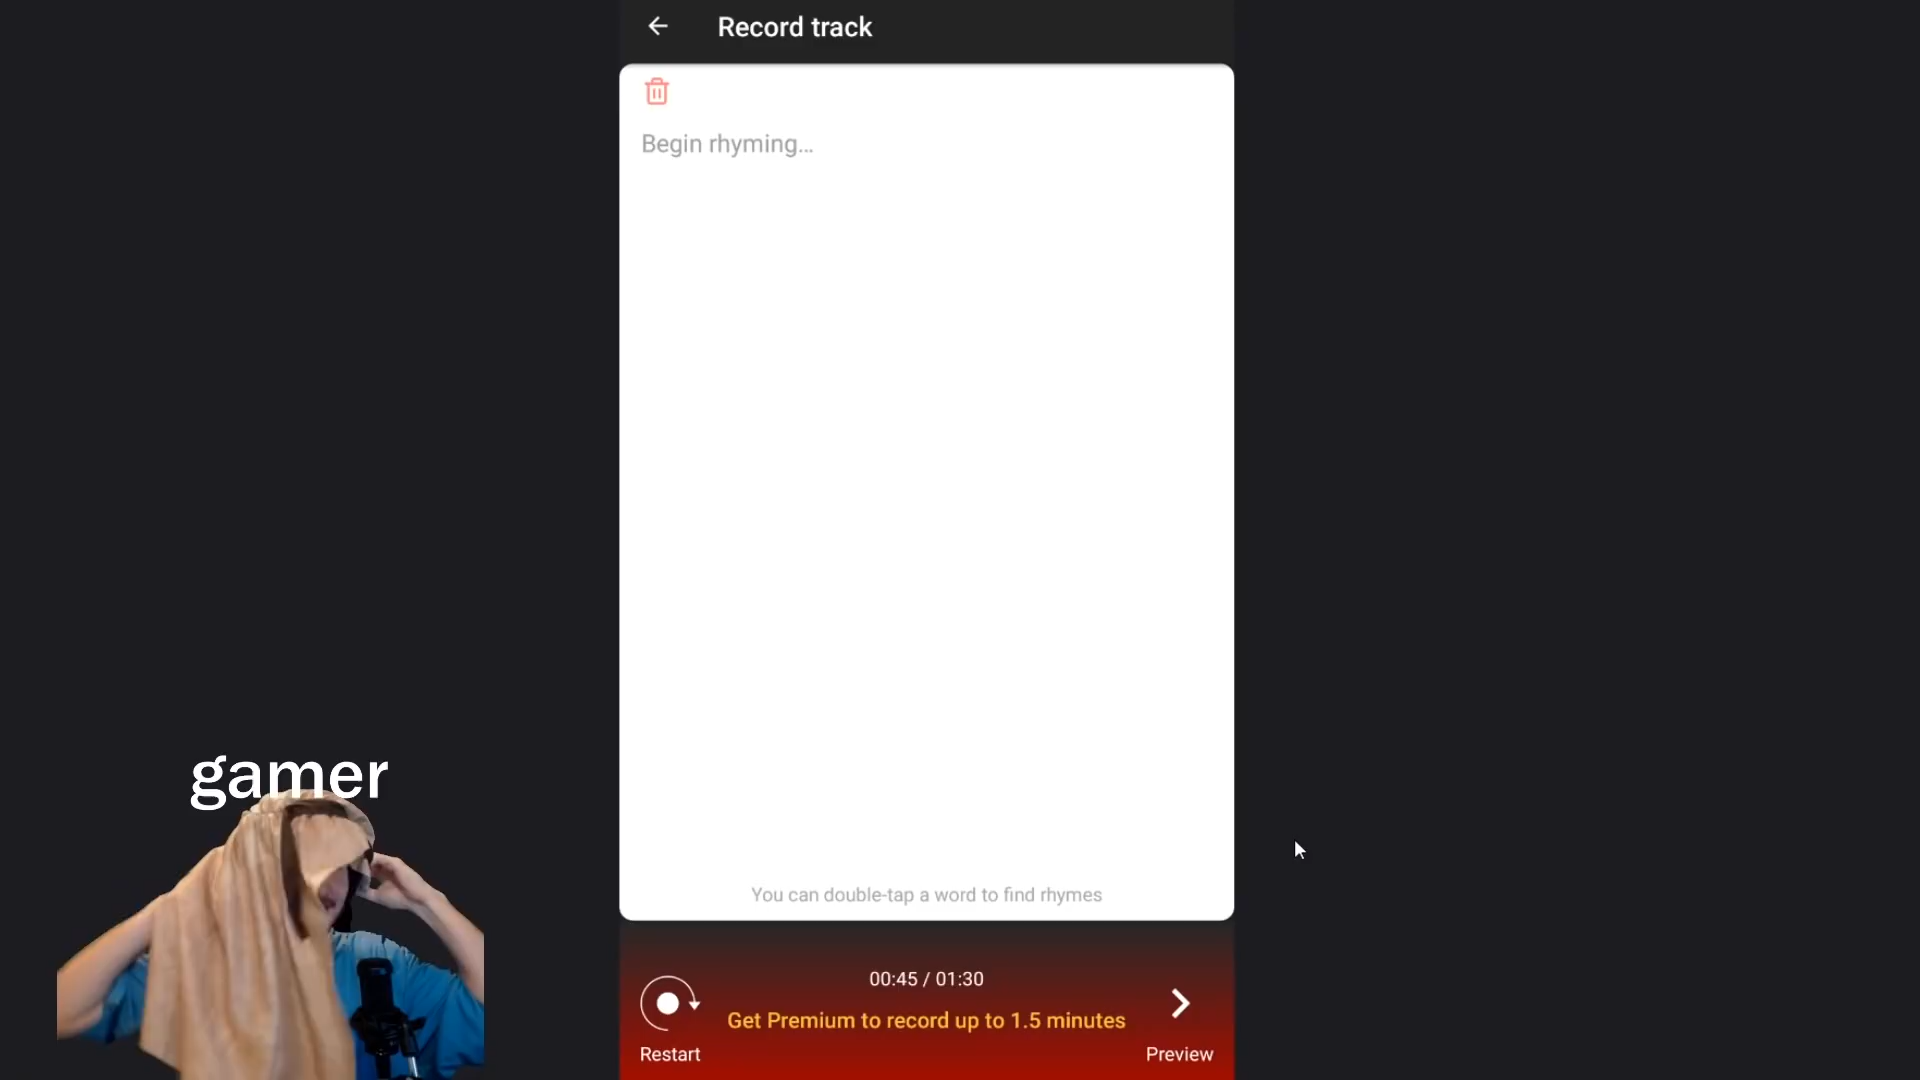 Record track
Begin rhyming...
gamer
You can double-tap a word to find rhymes
00:45 / 01:30
Get Premium to record up to 1.5 minutes
Restart
Preview